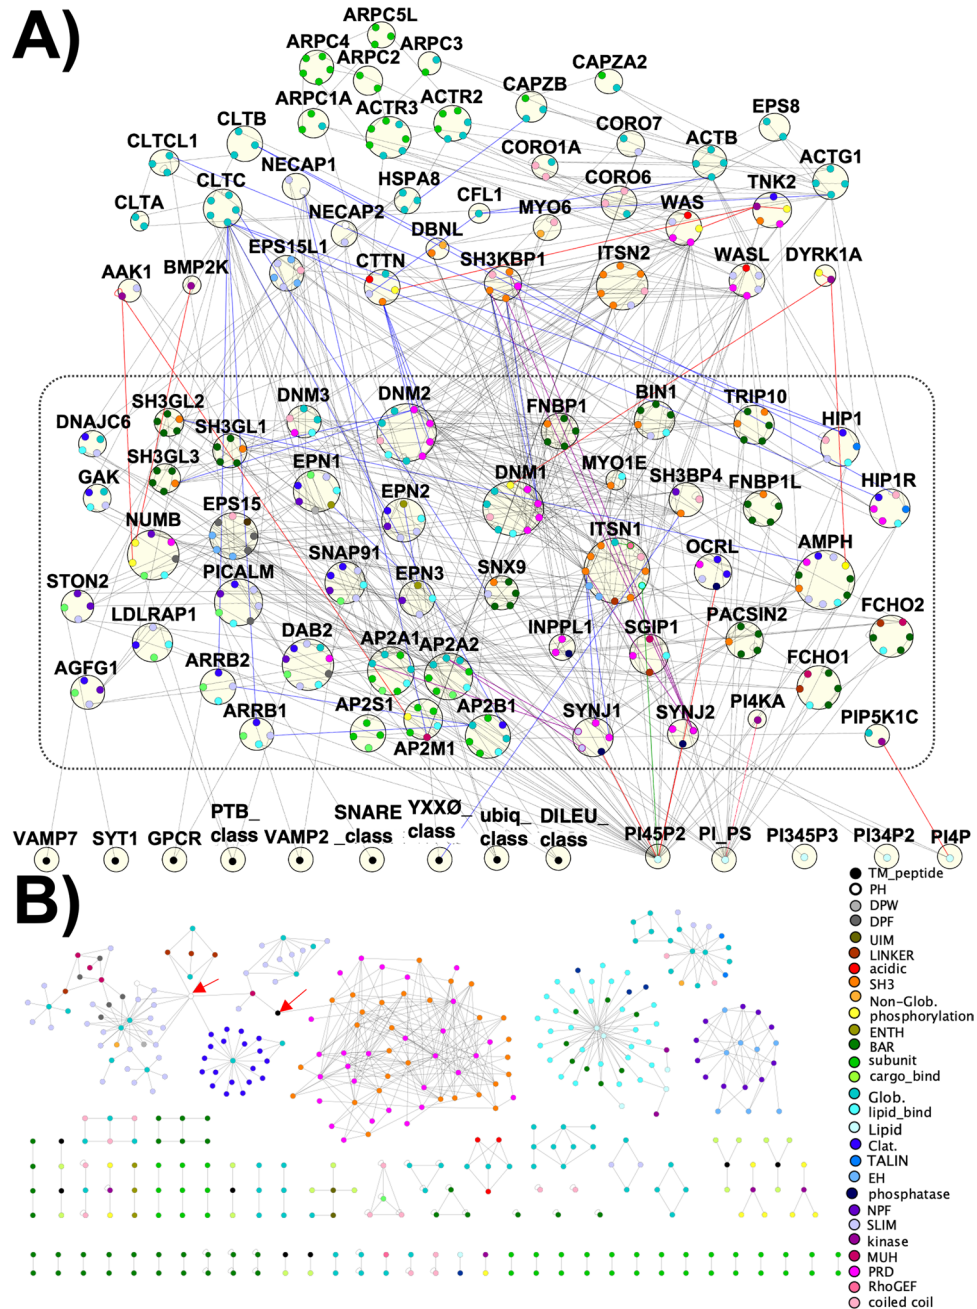 A)
ARPC5L
ARPC4
ARPC2
ARPC3
CAPZA2
ARPC1A
ACTR3
ACTR2
CAPZB
EPS8
CLTCL1
CLTB
CORO7
ACTB
CORO1A
ACTG1
NECAP1
HSPA8
CLTC
CORO6
TNK2
CLTA
NECAP2
CFL1
MYO6
WAS
DBNL
EPS15L1
CTTN
SH3KBP1
ITSN2
WASL
DYRK1A
AAK1
BMP2K
DNM3
DNM2
BIN1
TRIP10
SH3GL2
FNBP1
HIP1
DNAJC6
SH3GL1
SH3GL3
EPN1
DNM1
MYO1E
SH3BP4
FNBP1L
HIP1R
GAK
EPS15
EPN2
NUMB
ITSN1
OCRL
AMPH
SNAP91
EPN3
SNX9
STON2
PICALM
LDLRAP1
PACSIN2
FCHO2
DAB2
AP2A1
AP2A2
INPPL1
SGIP1
FCHO1
AGFG1
ARRB2
AP2S1
AP2B1
SYNJ1
SYNJ2
PI4KA
PIP5K1C
ARRB1
AP2M1
VAMP7
SYT1
GPCR
PTB_
class
VAMP2
SNARE
_class
YXXØ_
class
ubiq_
class
DILEU_
class
PI45P2
PI_PS
PI345P3
PI34P2
PI4P
B)
TM_peptide
PH
DPW
DPF
UIM
LINKER
acidic
SH3
Non-Glob.
phosphorylation
ENTH
BAR
subunit
cargo_bind
Glob.
lipid_bind
Lipid
Clat.
TALIN
EH
phosphatase
NPF
SLIM
kinase
MUH
PRD
RhoGEF
coiled coil